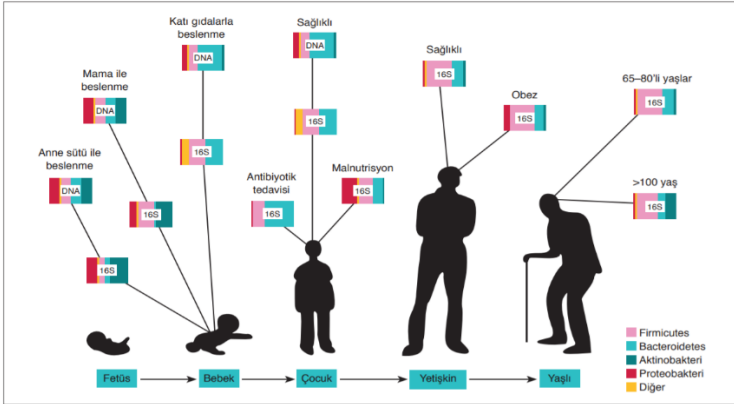 Katı gıdalarla
beslenme
DNA
16S
Mama ile
beslenme
DNA
16S
Anne sütü ile
beslenme
DNA
16S
Sağlıklı
DNA
16S
Antibiyotik
tedavisi
16S
Malnutrisyon
16S
Sağlıklı
16S
Obez
16S
65–80'li yaşlar
16S
>100 yaş
16S
Firmicutes
Bacteroidetes
Aktinobakteri
Proteobakteri
Diğer
Fetüs
Bebek
Çocuk
Yetişkin
Yaşlı